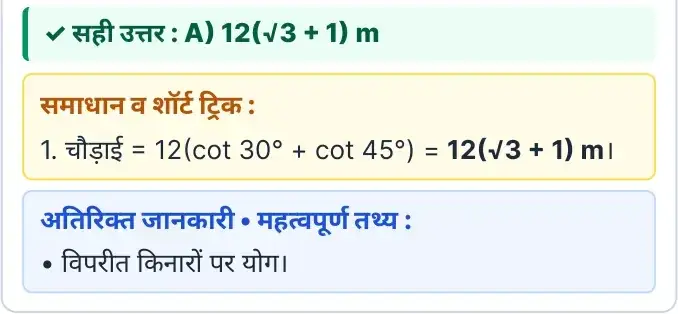 ✓ सही उत्तर : A) 12(√3 + 1) m
समाधान व शॉर्ट ट्रिक :
1. चौड़ाई = 12(cot 30° + cot 45°) = 12(√3 + 1) m।
अतिरिक्त जानकारी • महत्वपूर्ण तथ्य :
• विपरीत किनारों पर योग।